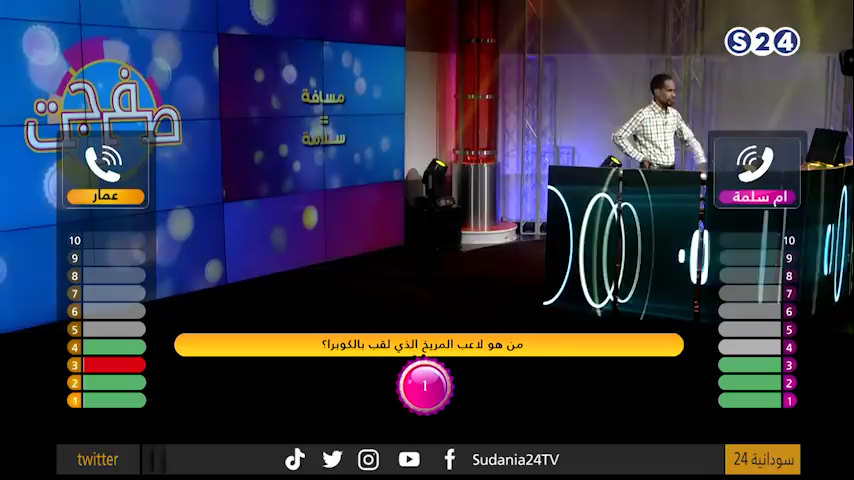 S24
صفجت
مسافة
=
سلامة
عمار
ام سلمة
10
9
8
7
6
5
4
3
2
1
10
9
8
7
6
5
4
3
2
1
من هو لاعب المريخ الذي لقب بالكوبرا؟
1
twitter
Sudania24TV
سودانية 24